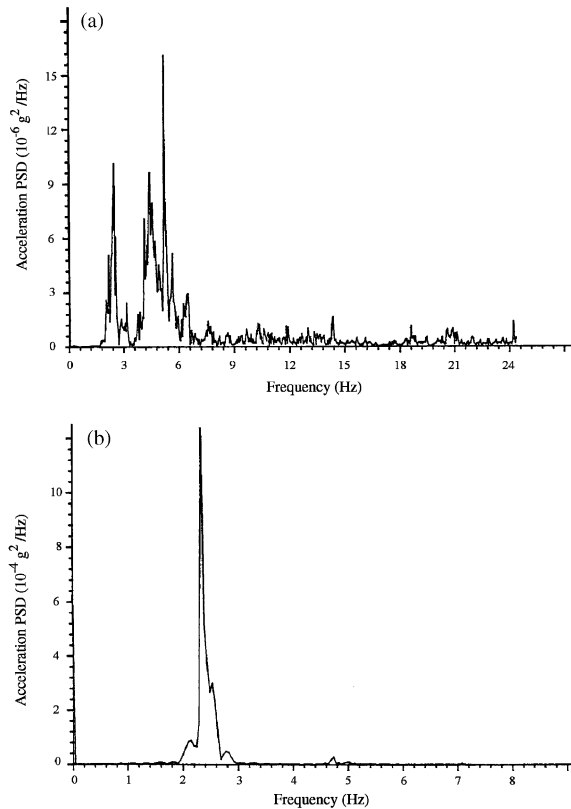 (a)
Acceleration PSD (10^-6 g^2 /Hz)
15
12
9
6
3
0
0 3 6 9 12 15 18 21 24
Frequency (Hz)
(b)
Acceleration PSD (10^-4 g^2 /Hz)
10
8
6
4
2
0
0 1 2 3 4 5 6 7 8
Frequency (Hz)